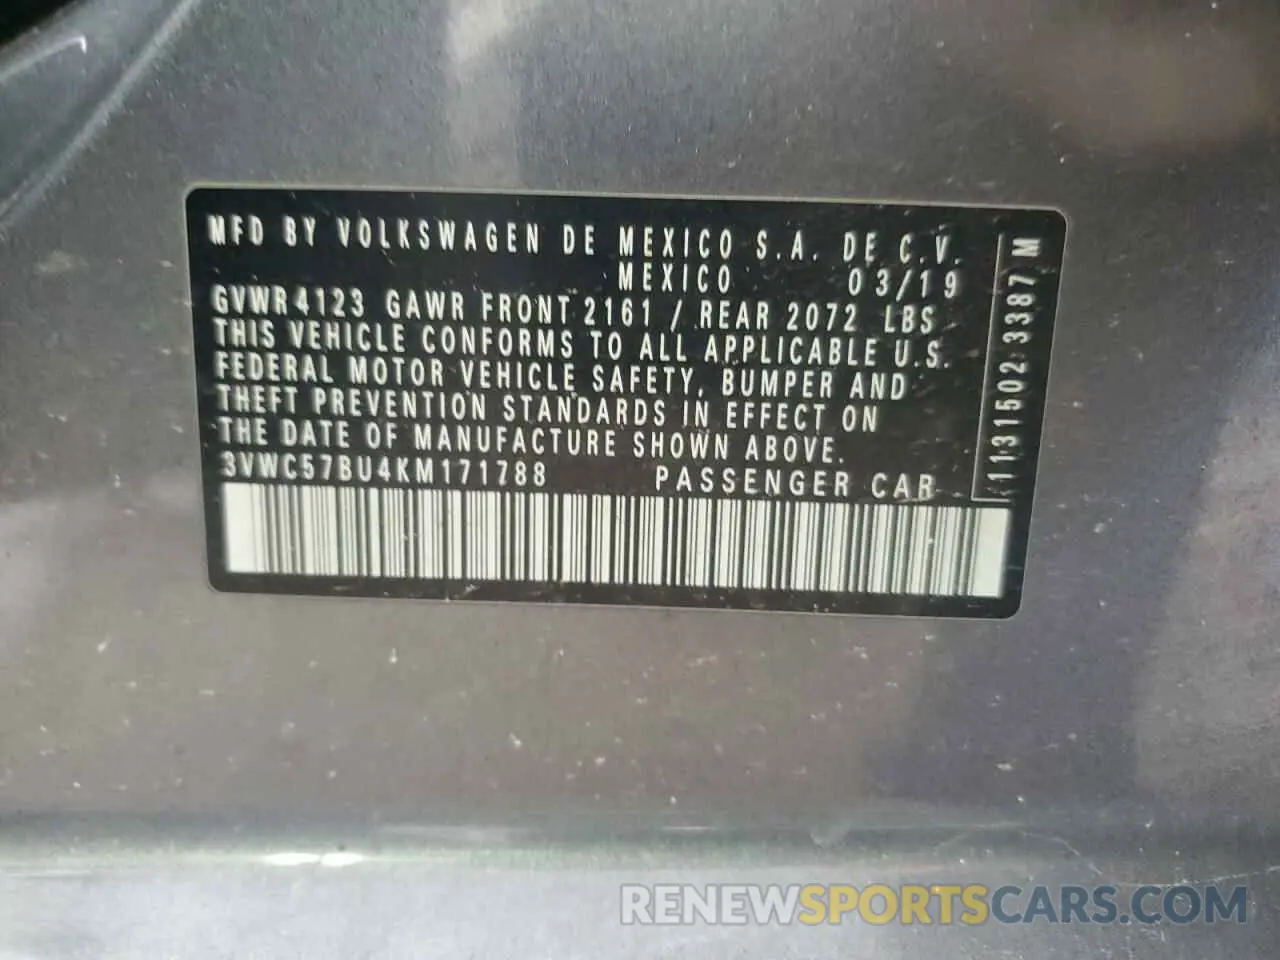 MFD BY VOLKSWAGEN DE MEXICO S.A. DE C.V.
MEXICO 03/19
GVWR 4123 GAWR FRONT 2161 / REAR 2072 LBS
THIS VEHICLE CONFORMS TO ALL APPLICABLE U.S.
FEDERAL MOTOR VEHICLE SAFETY, BUMPER AND
THEFT PREVENTION STANDARDS IN EFFECT ON
THE DATE OF MANUFACTURE SHOWN ABOVE.
3VWC57BU4KM171788 PASSENGER CAR
1131502 3387 M
RENEWSPORTSCARS.COM